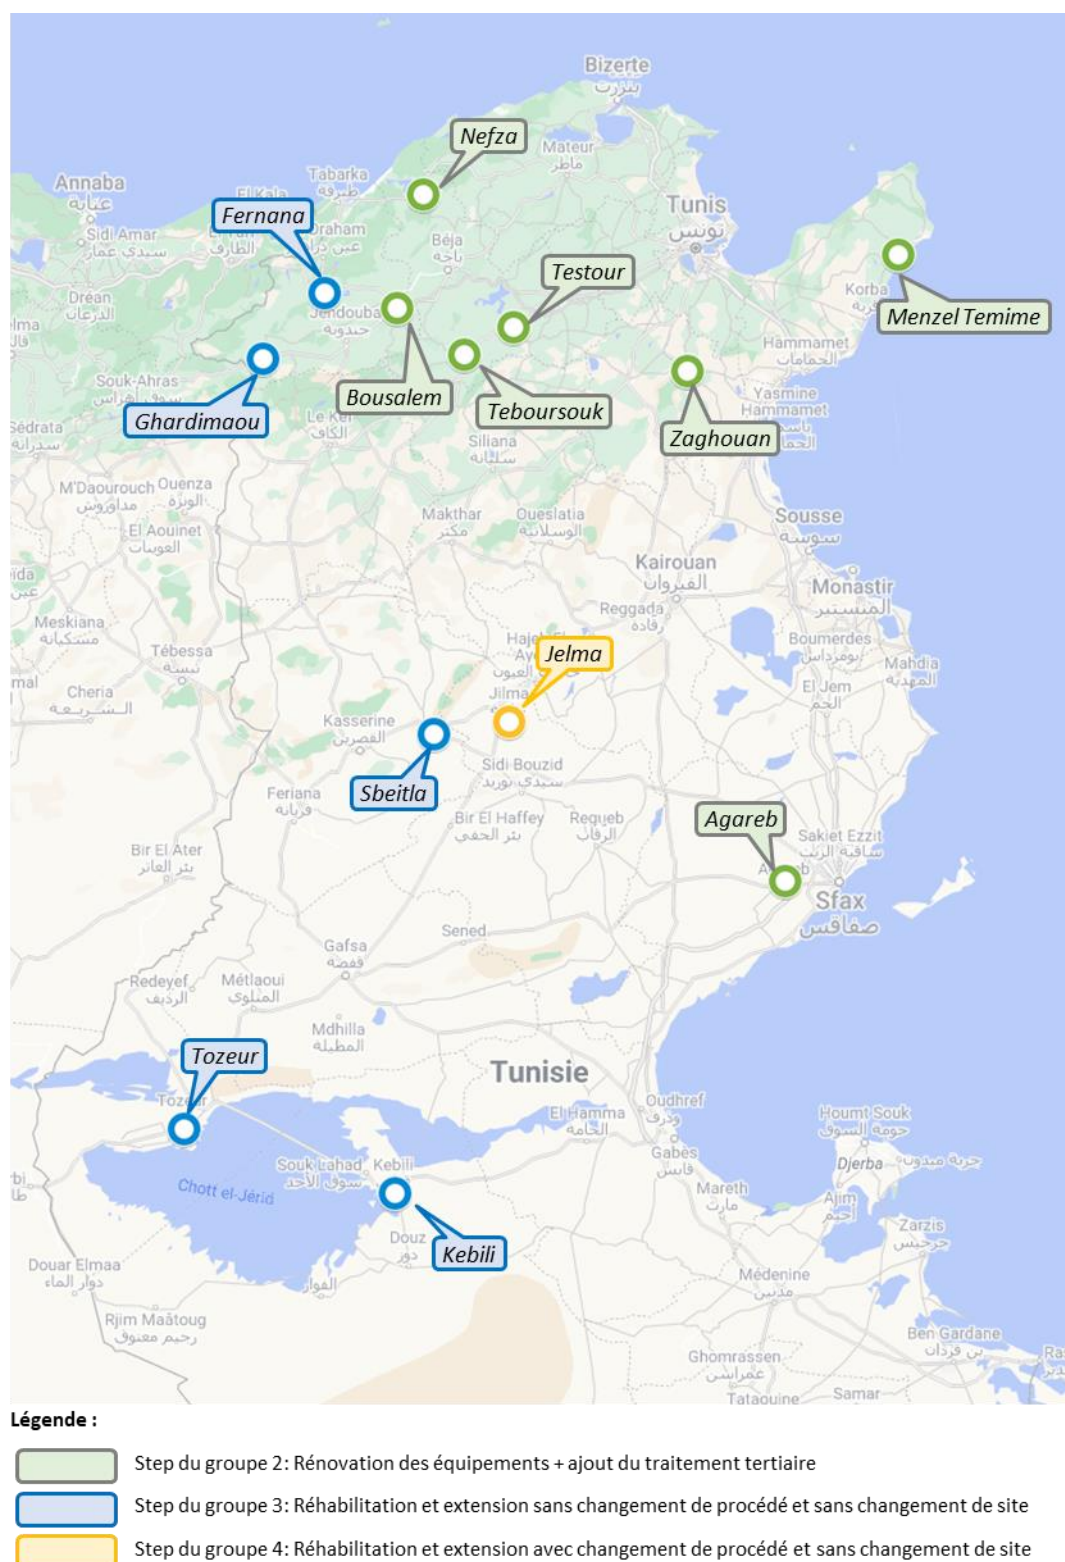 Bizerte
بنزرت
Nefza
Mateur
ماطر
Tabarka
طبرقة
Annaba
عنابة
El Kala
Fernana
Tunis
تونس
Sidi Amar
سيدي عمار
الطارف
Béja
باجة
Testour
Korba
Dréan
الدرعان
Jendouba
جندوبة
Menzel Temime
Hammamet
الحمامات
Souk-Ahras
سوق أهراس
Bousalem
Teboursouk
Yasmine
Hammamet
Ghardimaou
Le Kef
الكاف
Zaghouan
Sédrata
سدراتة
Siliana
سليانة
M'Daourouch
مداوروش
Ouenza
الونزة
Makthar
مكثر
Oueslatia
الوسلاتية
Sousse
سوسة
El Aouinet
العوينات
Kairouan
القيروان
Monastir
المنستير
Meskiana
مسكيانة
Reggada
رقادة
Boumerdes
بومرداس
Tébessa
تبسة
Jelma
Mahdia
المهدية
Cheria
الشريعة
El Jem
الجم
Jilma
Kasserine
القصرين
Sbeitla
Sidi Bouzid
سيدي بوزيد
Feriana
فريانة
Bir El Haffey
بئر الحفي
Regueb
الرقاب
Agareb
Sakiet Ezzit
ساقية الزيت
Bir El Ater
بئر العاتر
Sfax
صفاقس
Sened
Gafsa
قفصة
Redeyef
الرديف
Métlaoui
المتلوي
Mdhilla
المظيلة
Tozeur
Tunisie
El Hamma
الحامة
Oudhref
وذرف
Houmt Souk
حومة السوق
Gabès
قابس
Souk Lahad
سوق الأحد
Kebili
Djerba
جربة ميدون
Chott el-Jérid
Mareth
مارث
Ajim
أجيم
Douz
دوز
Kebili
Zarzis
جرجيس
Douar Elmaa
دوار الماء
الفوار
Médenine
مدنين
Rjim Maâtoug
رجيم معتوق
Ben Gardane
بن قردان
Ghomrassen
غمراسن
Tataouine
Samar
Légende :
Step du groupe 2: Rénovation des équipements + ajout du traitement tertiaire
Step du groupe 3: Réhabilitation et extension sans changement de procédé et sans changement de site
Step du groupe 4: Réhabilitation et extension avec changement de procédé et sans changement de site